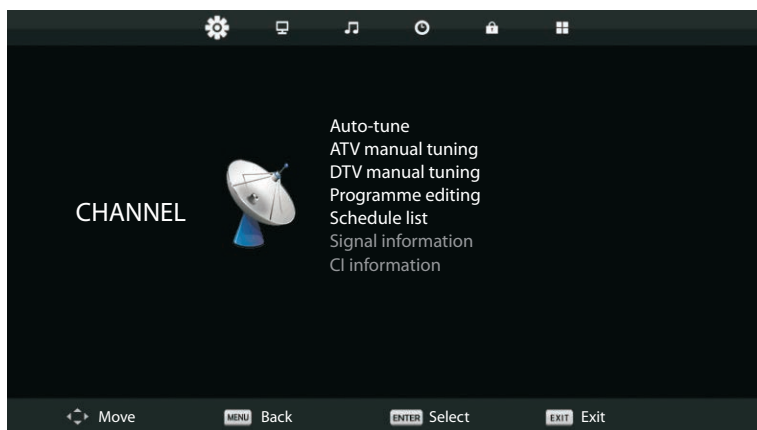 CHANNEL
Auto-tune
ATV manual tuning
DTV manual tuning
Programme editing
Schedule list
Signal information
CI information
Move MENU Back ENTER Select EXIT Exit